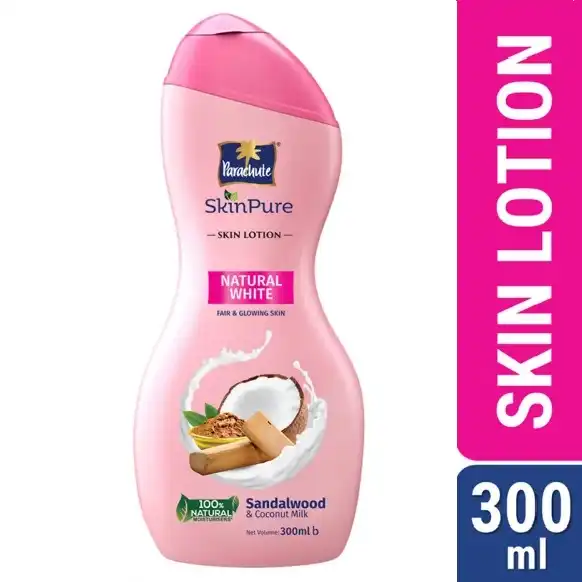 Parachute
SkinPure
— SKIN LOTION —
NATURAL
WHITE
FAIR & GLOWING SKIN
100%
NATURAL
MOISTURISERS*
Sandalwood
& Coconut Milk
Net Volume: 300ml b
SKIN LOTION
300
ml